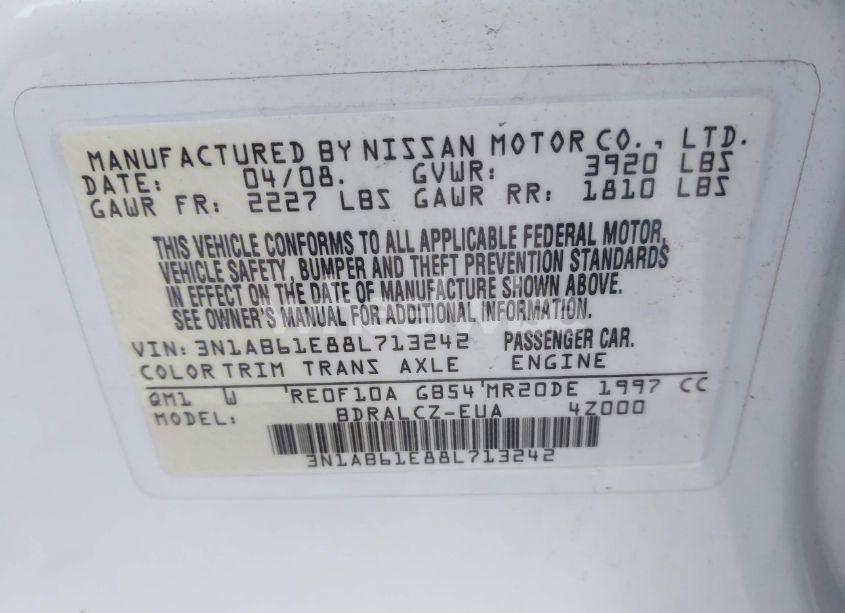 MANUFACTURED BY NISSAN MOTOR CO., LTD.
DATE: 04/08. GVWR: 3920 LBS
GAWR FR: 2227 LBS GAWR RR: 1810 LBS
THIS VEHICLE CONFORMS TO ALL APPLICABLE FEDERAL MOTOR,
VEHICLE SAFETY, BUMPER AND THEFT PREVENTION STANDARDS
IN EFFECT ON THE DATE OF MANUFACTURE SHOWN ABOVE.
SEE OWNER'S MANUAL FOR ADDITIONAL INFORMATION.
VIN: 3N1AB61E88L713242 PASSENGER CAR.
COLOR TRIM TRANS AXLE ENGINE
QM1 W RE0F10A GB54 MR20DE 1997 CC
MODEL: BDRALCZ-EUA 4Z000
3N1AB61E88L713242